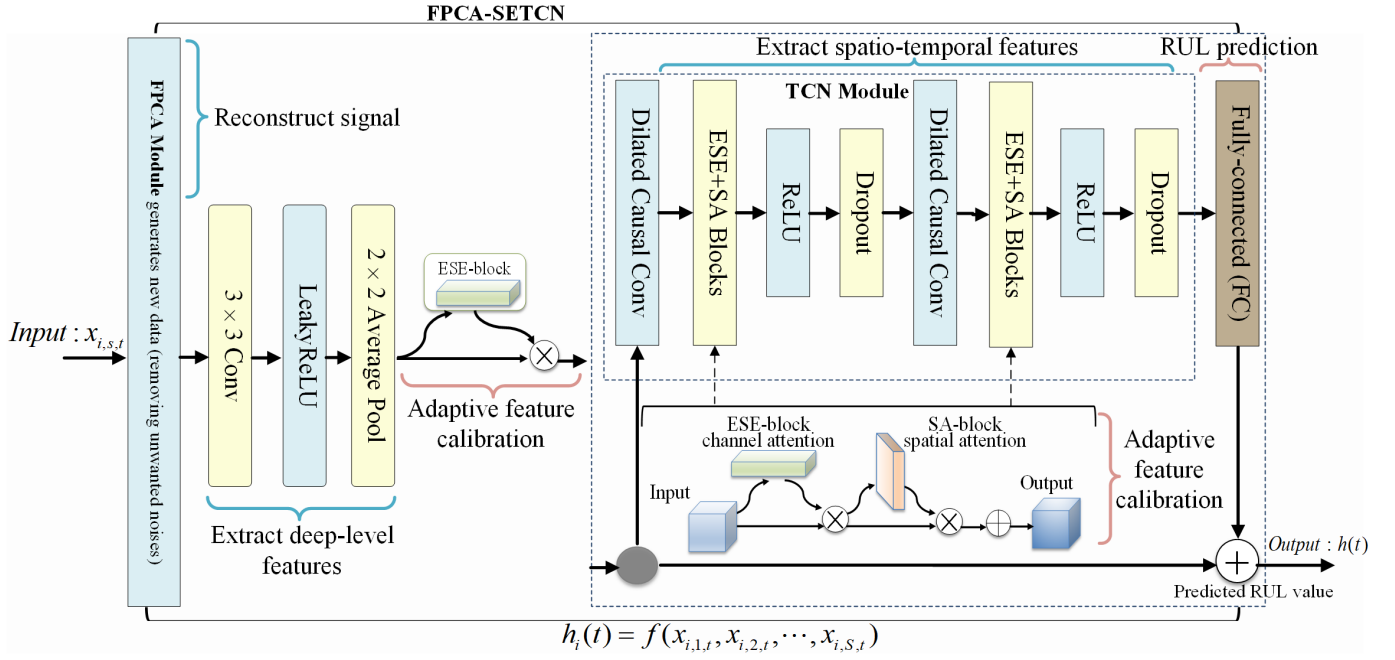 FPCA-SETCN
Input : x_{i,s,t}
FPCA Module generates new data (removing unwanted noises)
Reconstruct signal
3 × 3 Conv
LeakyReLU
2 × 2 Average Pool
Extract deep-level
features
ESE-block
Adaptive feature
calibration
Extract spatio-temporal features
RUL prediction
TCN Module
Dilated Causal Conv
ESE+SA Blocks
ReLU
Dropout
Dilated Causal Conv
ESE+SA Blocks
ReLU
Dropout
Fully-connected (FC)
ESE-block
channel attention
SA-block
spatial attention
Input
Output
Adaptive
feature
calibration
Output : h(t)
Predicted RUL value
h_i(t) = f(x_{i,1,t}, x_{i,2,t}, ⋯, x_{i,S,t})